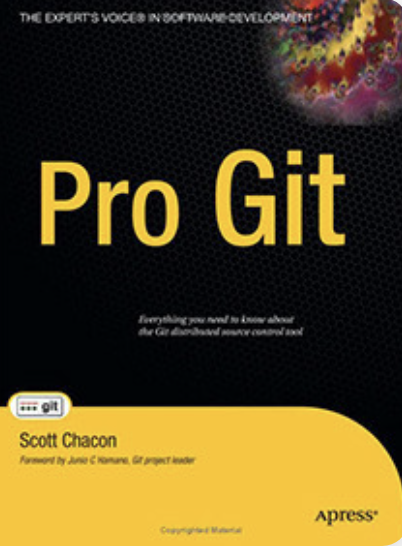 THE EXPERT'S VOICE® IN SOFTWARE DEVELOPMENT
Pro Git
Everything you need to know about
the Git distributed source control tool
git
Scott Chacon
Foreword by Junio C Hamano, Git project leader
Apress®
Copyrighted Material